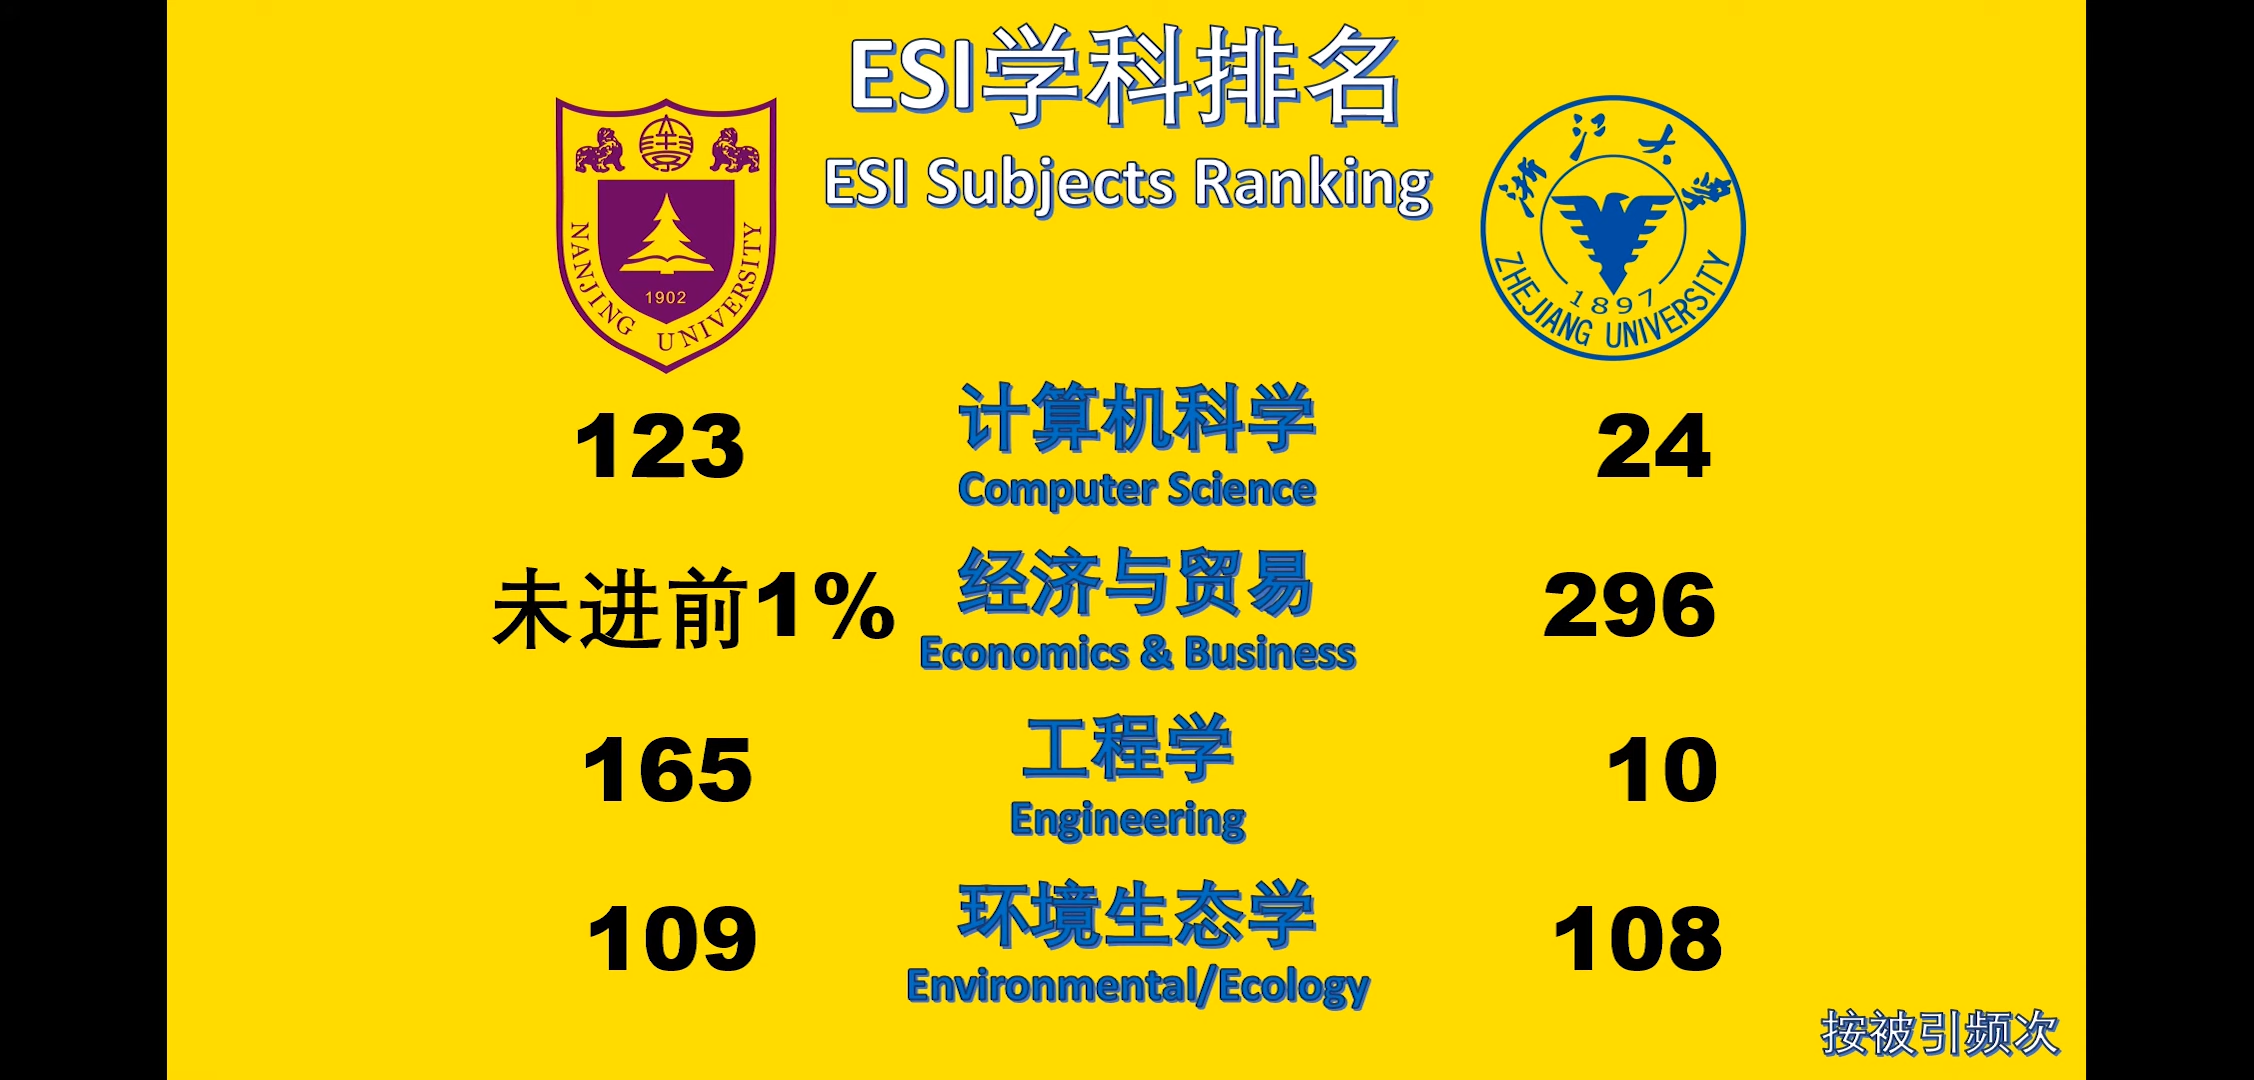 ESI学科排名
ESI Subjects Ranking
NANJING UNIVERSITY
1902
浙江大學
1897
ZHEJIANG UNIVERSITY
123
计算机科学
24
Computer Science
未进前1%
经济与贸易
296
Economics & Business
165
工程学
10
Engineering
109
环境生态学
108
Environmental/Ecology
按被引频次